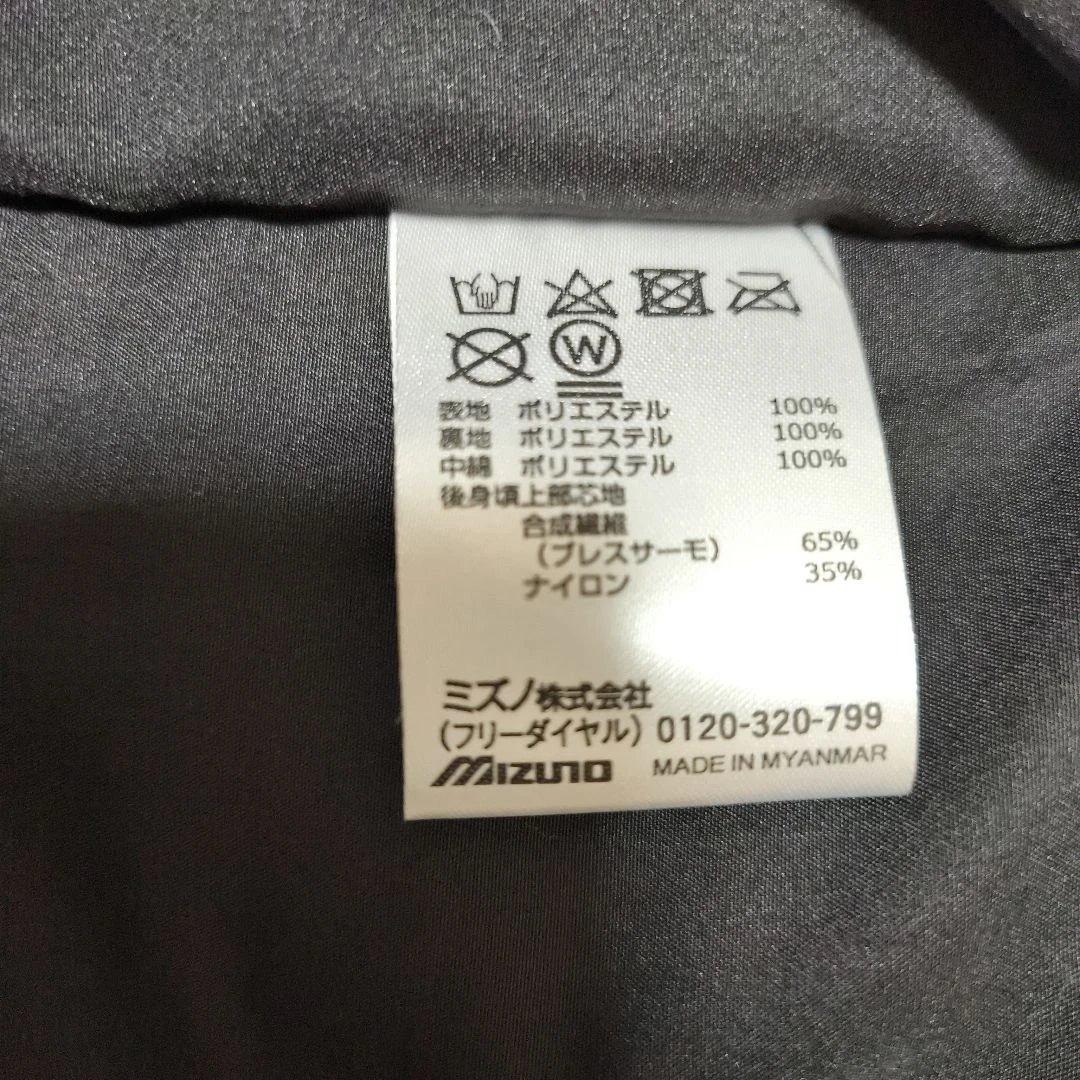 W
表地 ポリエステル 100%
裏地 ポリエステル 100%
中綿 ポリエステル 100%
後身頃上部芯地
合成繊維
(ブレスサーモ) 65%
ナイロン 35%
ミズノ株式会社
(フリーダイヤル) 0120-320-799
MIZUNO MADE IN MYANMAR